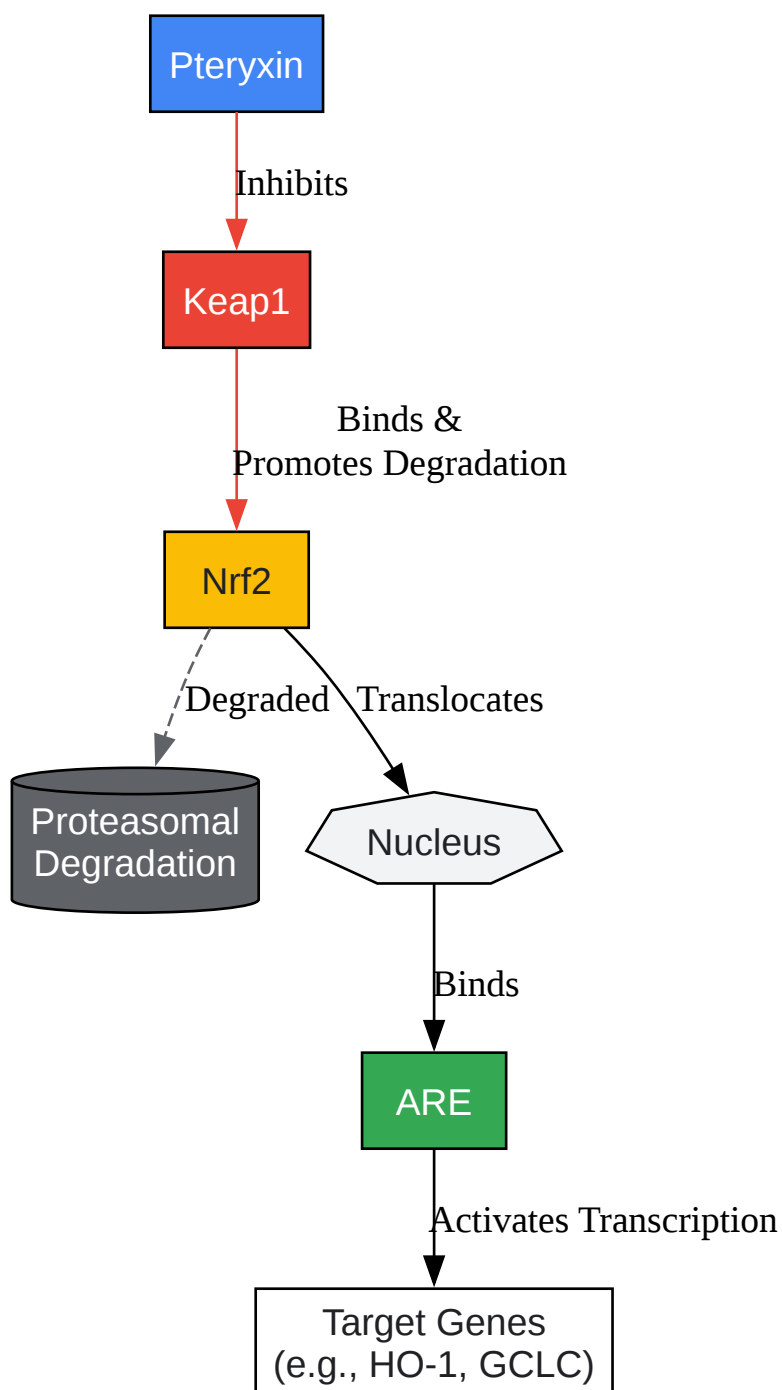 Pteryxin
Inhibits
Keap1
Binds &
Promotes Degradation
Nrf2
Degraded
Translocates
Proteasomal
Degradation
Nucleus
Binds
ARE
Activates Transcription
Target Genes
(e.g., HO-1, GCLC)